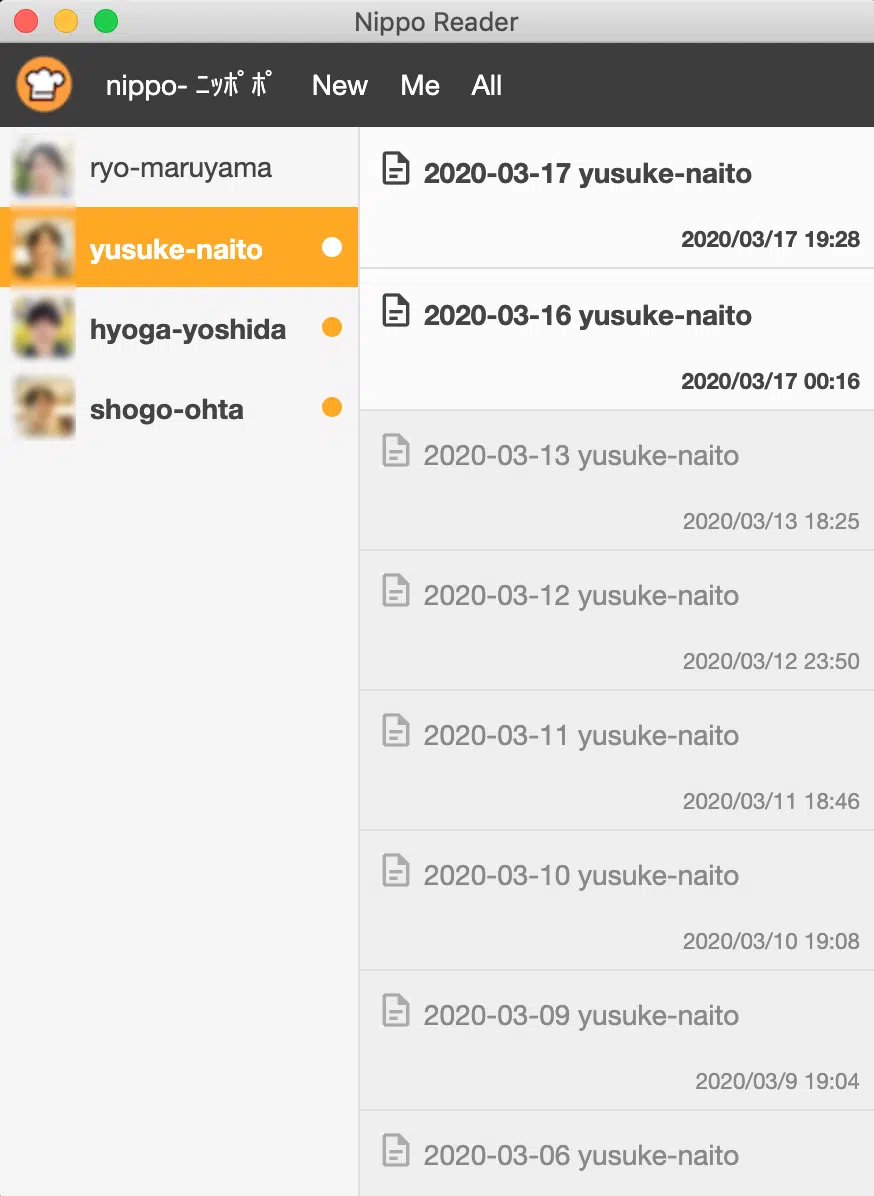 Nippo Reader
nippo- ﾆｯﾎﾟ ﾎﾟ New Me All
ryo-maruyama
yusuke-naito
hyoga-yoshida
shogo-ohta
2020-03-17 yusuke-naito
2020/03/17 19:28
2020-03-16 yusuke-naito
2020/03/17 00:16
2020-03-13 yusuke-naito
2020/03/13 18:25
2020-03-12 yusuke-naito
2020/03/12 23:50
2020-03-11 yusuke-naito
2020/03/11 18:46
2020-03-10 yusuke-naito
2020/03/10 19:08
2020-03-09 yusuke-naito
2020/03/9 19:04
2020-03-06 yusuke-naito